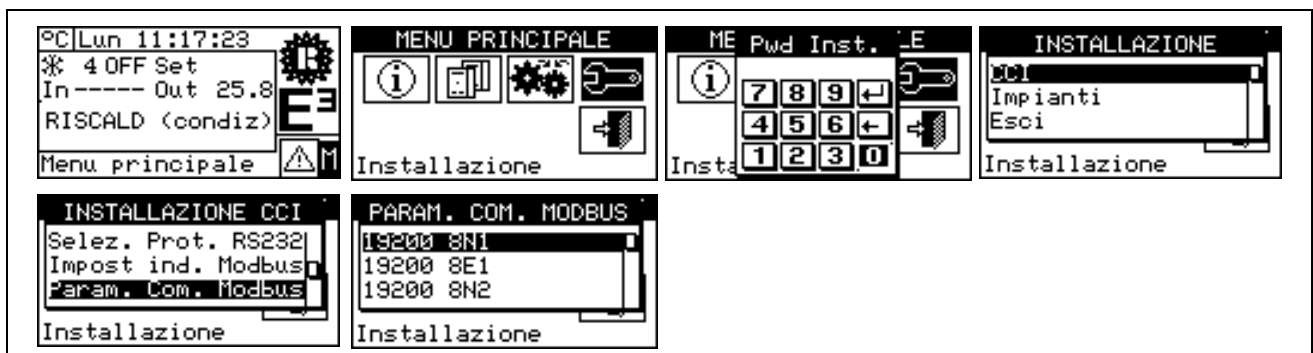 °C Lun 11:17:23
4 OFF Set
In ----- Out 25.8
E3
RISCALD (condiz)
Menu principale M
MENU PRINCIPALE
Installazione
ME LE
Pwd Inst.
7 8 9
4 5 6
1 2 3 0
Insta
INSTALLAZIONE
CCI
Impianti
Esci
Installazione
INSTALLAZIONE CCI
Selez. Prot. RS232
Impost ind. Modbus
Param. Com. Modbus
Installazione
PARAM. COM. MODBUS
19200 8N1
19200 8E1
19200 8N2
Installazione